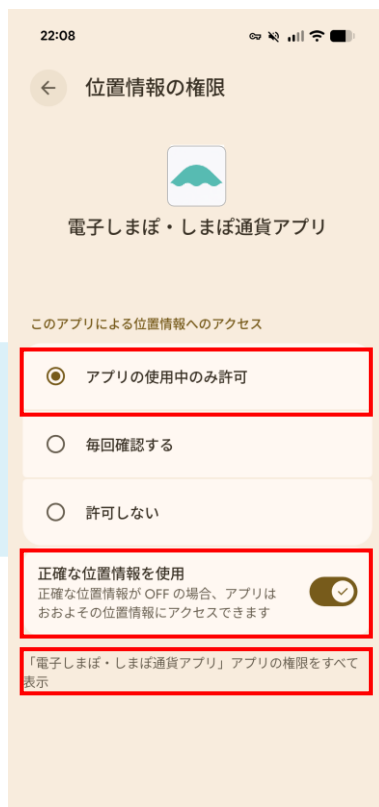 22:08
位置情報の権限
電子しまぽ・しまぽ通貨アプリ
このアプリによる位置情報へのアクセス
アプリの使用中のみ許可
毎回確認する
許可しない
正確な位置情報を使用
正確な位置情報が OFF の場合、アプリは
おおよその位置情報にアクセスできます
「電子しまぽ・しまぽ通貨アプリ」アプリの権限をすべて
表示